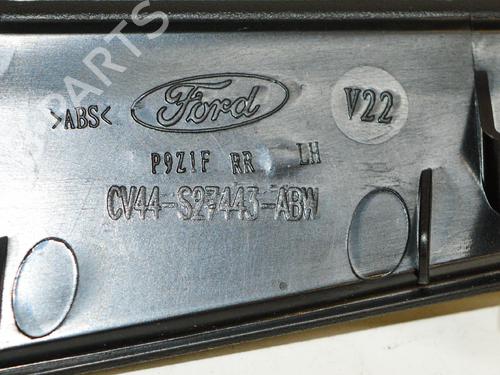 PARTS
>ABS<
Ford
V22
P9Z1F RR LH
CV44-S27443-ABW